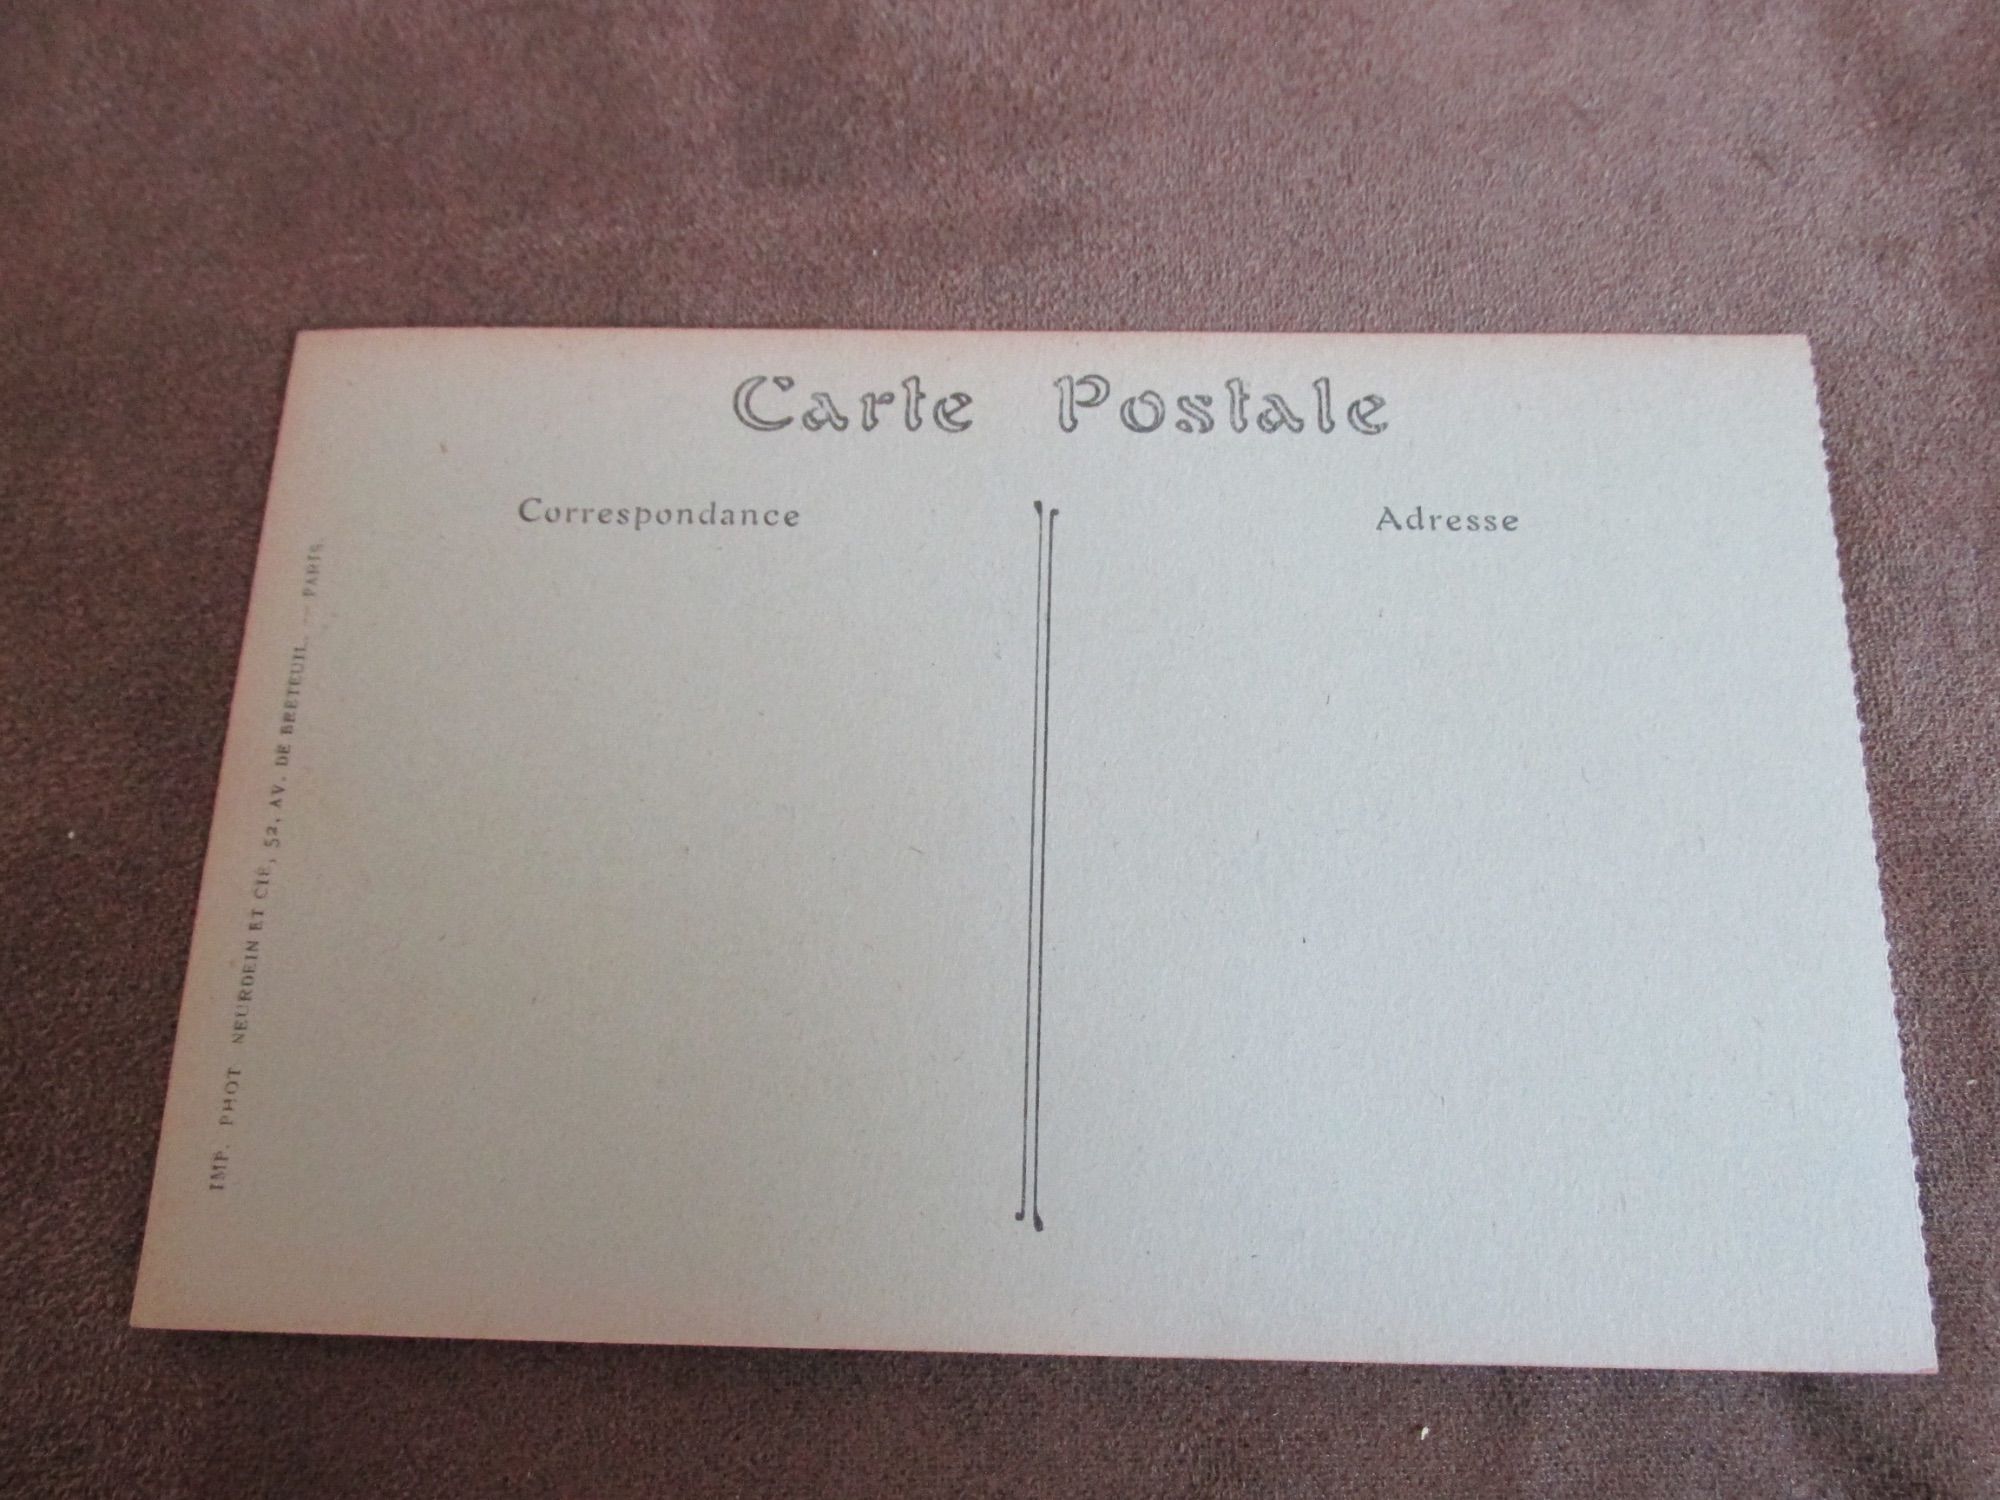 Carte Postale
Correspondance
Adresse
IMP. PHOT NEURDEIN ET CIE, 52, AV. DE BRETEUIL — PARIS.